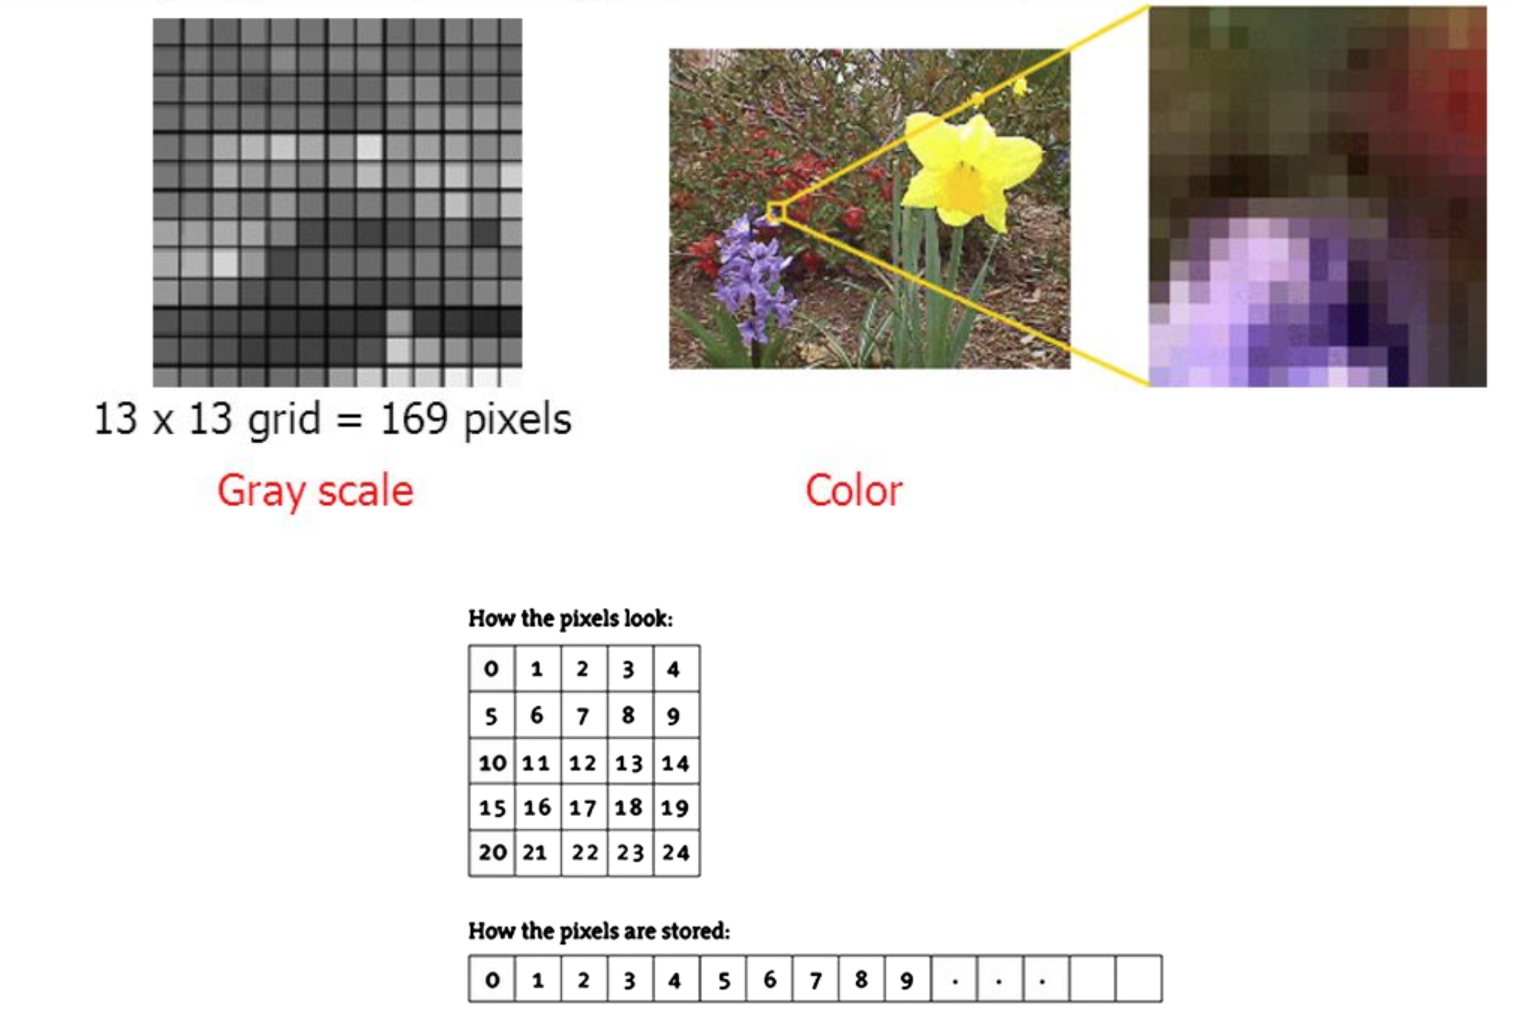 13 x 13 grid = 169 pixels
Gray scale
Color
How the pixels look:
0 1 2 3 4
5 6 7 8 9
10 11 12 13 14
15 16 17 18 19
20 21 22 23 24
How the pixels are stored:
0 1 2 3 4 5 6 7 8 9 . . .